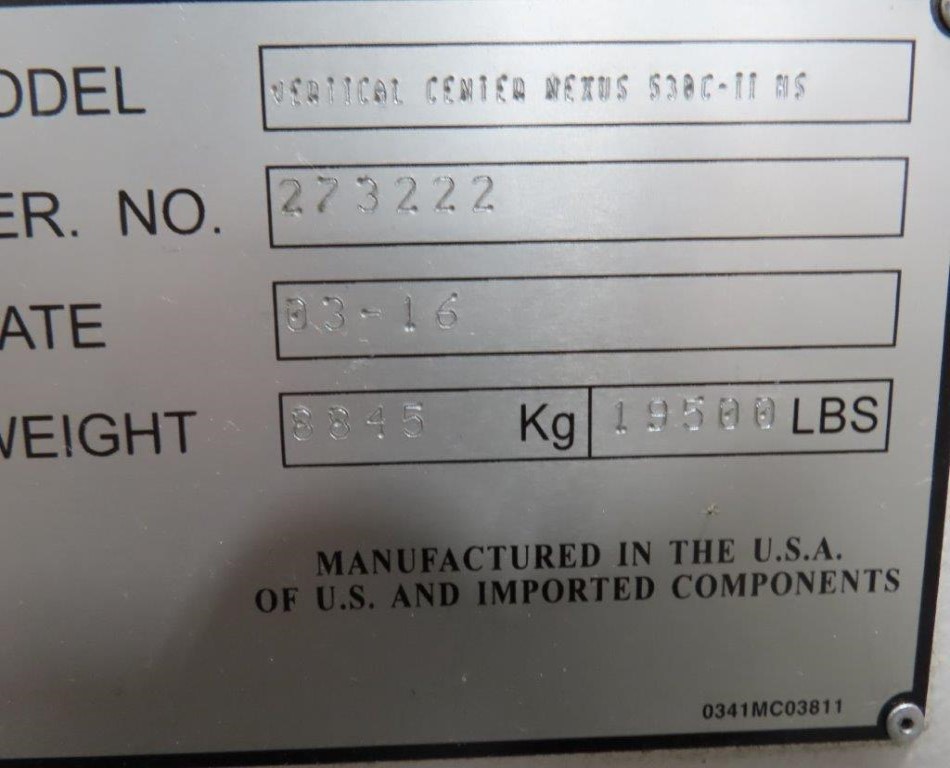 ODEL VERTICAL CENTER NEXUS 530C-II HS
ER. NO. 273222
ATE 03-16
WEIGHT 8845 Kg 19500 LBS
MANUFACTURED IN THE U.S.A.
OF U.S. AND IMPORTED COMPONENTS
0341MC03811